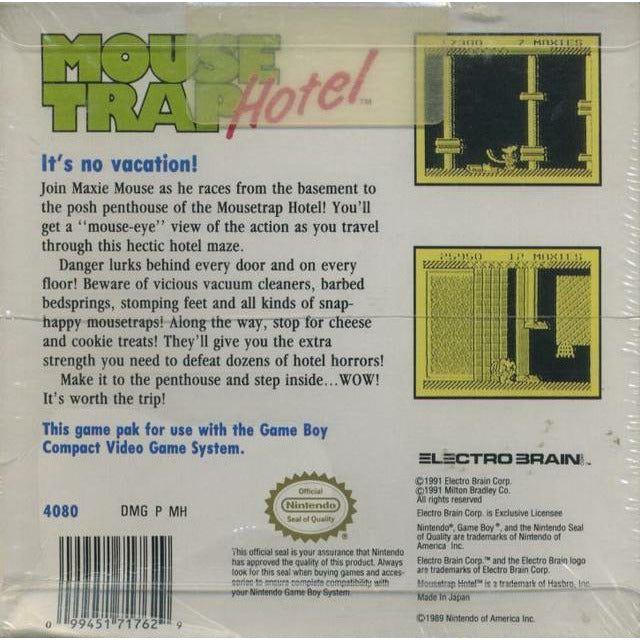 MOUSE
TRAP Hotel™
17300 7 MAXIES
It's no vacation!
Join Maxie Mouse as he races from the basement to
the posh penthouse of the Mousetrap Hotel! You'll
get a "mouse-eye" view of the action as you travel
through this hectic hotel maze.
Danger lurks behind every door and on every
floor! Beware of vicious vacuum cleaners, barbed
bedsprings, stomping feet and all kinds of snap-
happy mousetraps! Along the way, stop for cheese
and cookie treats! They'll give you the extra
strength you need to defeat dozens of hotel horrors!
Make it to the penthouse and step inside...WOW!
It's worth the trip!
12 MAXIES
This game pak for use with the Game Boy
Compact Video Game System.
4080 DMG P MH
Official
Nintendo
Seal of Quality
This official seal is your assurance that Nintendo
has approved the quality of this product. Always
look for this seal when buying games and acces-
sories to ensure complete compatibility with
your Nintendo Game Boy System.
0 99451 71762 9
ELECTRO BRAIN
©1991 Electro Brain Corp.
©1991 Milton Bradley Co.
All rights reserved
Electro Brain Corp. is Exclusive Licensee
Nintendo®, Game Boy®, and the Nintendo Seal
of Quality are trademarks of Nintendo of
America Inc.
Electro Brain Corp.™ and the Electro Brain logo
are trademarks of Electro Brain Corp.
Mousetrap Hotel™ is a trademark of Hasbro, Inc.
Made In Japan
©1989 Nintendo of America Inc.